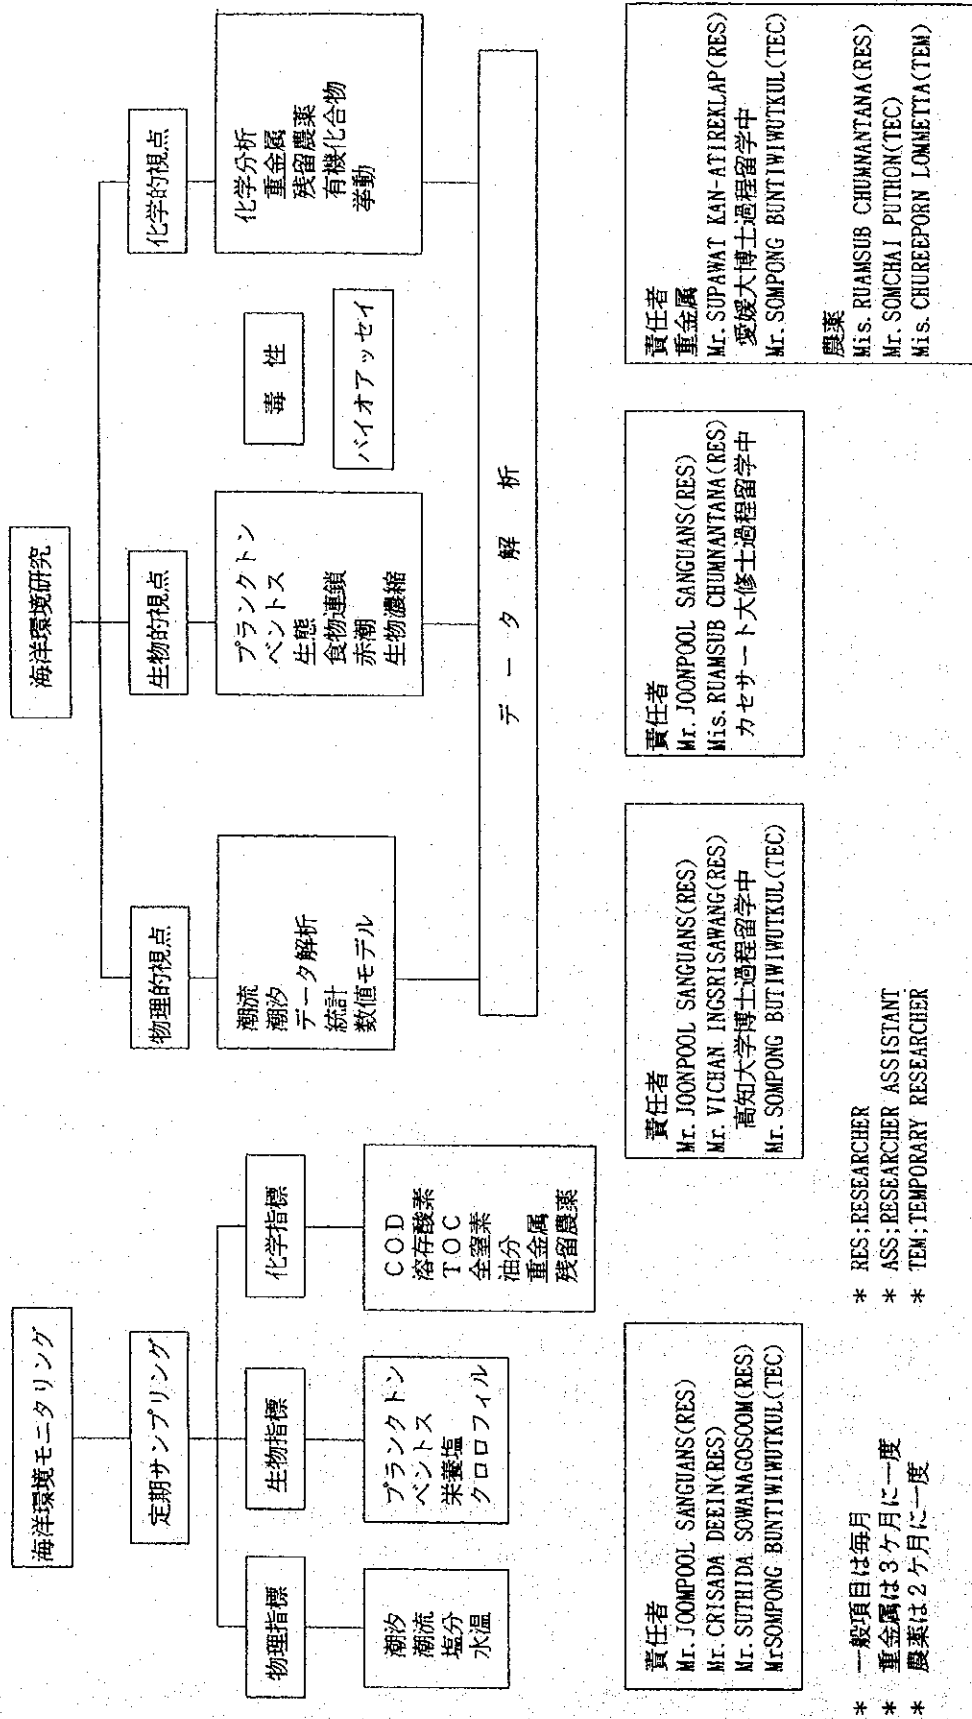 海洋環境モニタリング
定期サンプリング
物理指標
潮汐
潮流
塩分
水温
生物指標
プランクトン
ベントス
栄養塩
クロロフィル
化学指標
ＣＯＤ
溶存酸素
ＴＯＣ
全窒素
油分
重金属
残留農薬
責任者
Mr.JOOMPOOL SANGUANS(RES)
Mr.CRISADA DEEIN(RES)
Mr.SUTHIDA SOWANAGOSOOM(RES)
MrSOMPONG BUNTIWIWUTKUL(TEC)
* 一般項目は毎月
* 重金属は３ケ月に一度
* 農薬は２ケ月に一度
海洋環境研究
物理的視点
潮流
潮汐
データ解析
統計
数値モデル
生物的視点
プランクトン
ベントス
生態
食物連鎖
赤潮
生物濃縮
毒 性
バイオアッセイ
化学的視点
化学分析
重金属
残留農薬
有機化合物
挙動
デ ー タ 解 析
責任者
Mr.JOONPOOL SANGUANS(RES)
Mr.VICHAN INGSRISAWANG(RES)
高知大学博士過程留学中
Mr.SOMPONG BUTIWIWUTKUL(TEC)
責任者
Mr.JOONPOOL SANGUANS(RES)
Mis.RUAMSUB CHUMNANTANA(RES)
カセサート大修士過程留学中
責任者
重金属
Mr.SUPAWAT KAN-ATIREKLAP(RES)
愛媛大博士過程留学中
Mr.SOMPONG BUNTIWIWUTKUL(TEC)
農薬
Mis.RUAMSUB CHUMNANTANA(RES)
Mr.SOMCHAI PUTHON(TEC)
Mis.CHUREEPORN LOMMETTA(TEM)
* RES;RESEARCHER
* ASS;RESEARCHER ASSISTANT
* TEM;TEMPORARY RESEARCHER